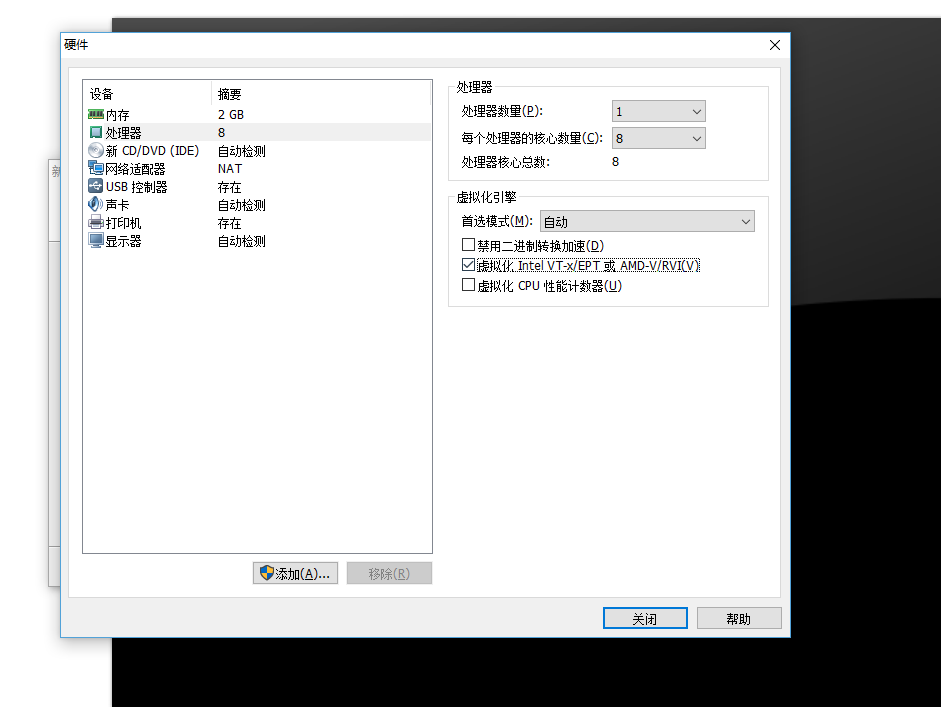 硬件
设备 摘要
内存 2 GB
处理器 8
新 CD/DVD (IDE) 自动检测
网络适配器 NAT
USB 控制器 存在
声卡 自动检测
打印机 存在
显示器 自动检测
添加(A)... 移除(R)
处理器
处理器数量(P): 1
每个处理器的核心数量(C): 8
处理器核心总数: 8
虚拟化引擎
首选模式(M): 自动
禁用二进制转换加速(D)
虚拟化 Intel VT-x/EPT 或 AMD-V/RVI(V)
虚拟化 CPU 性能计数器(U)
关闭 帮助